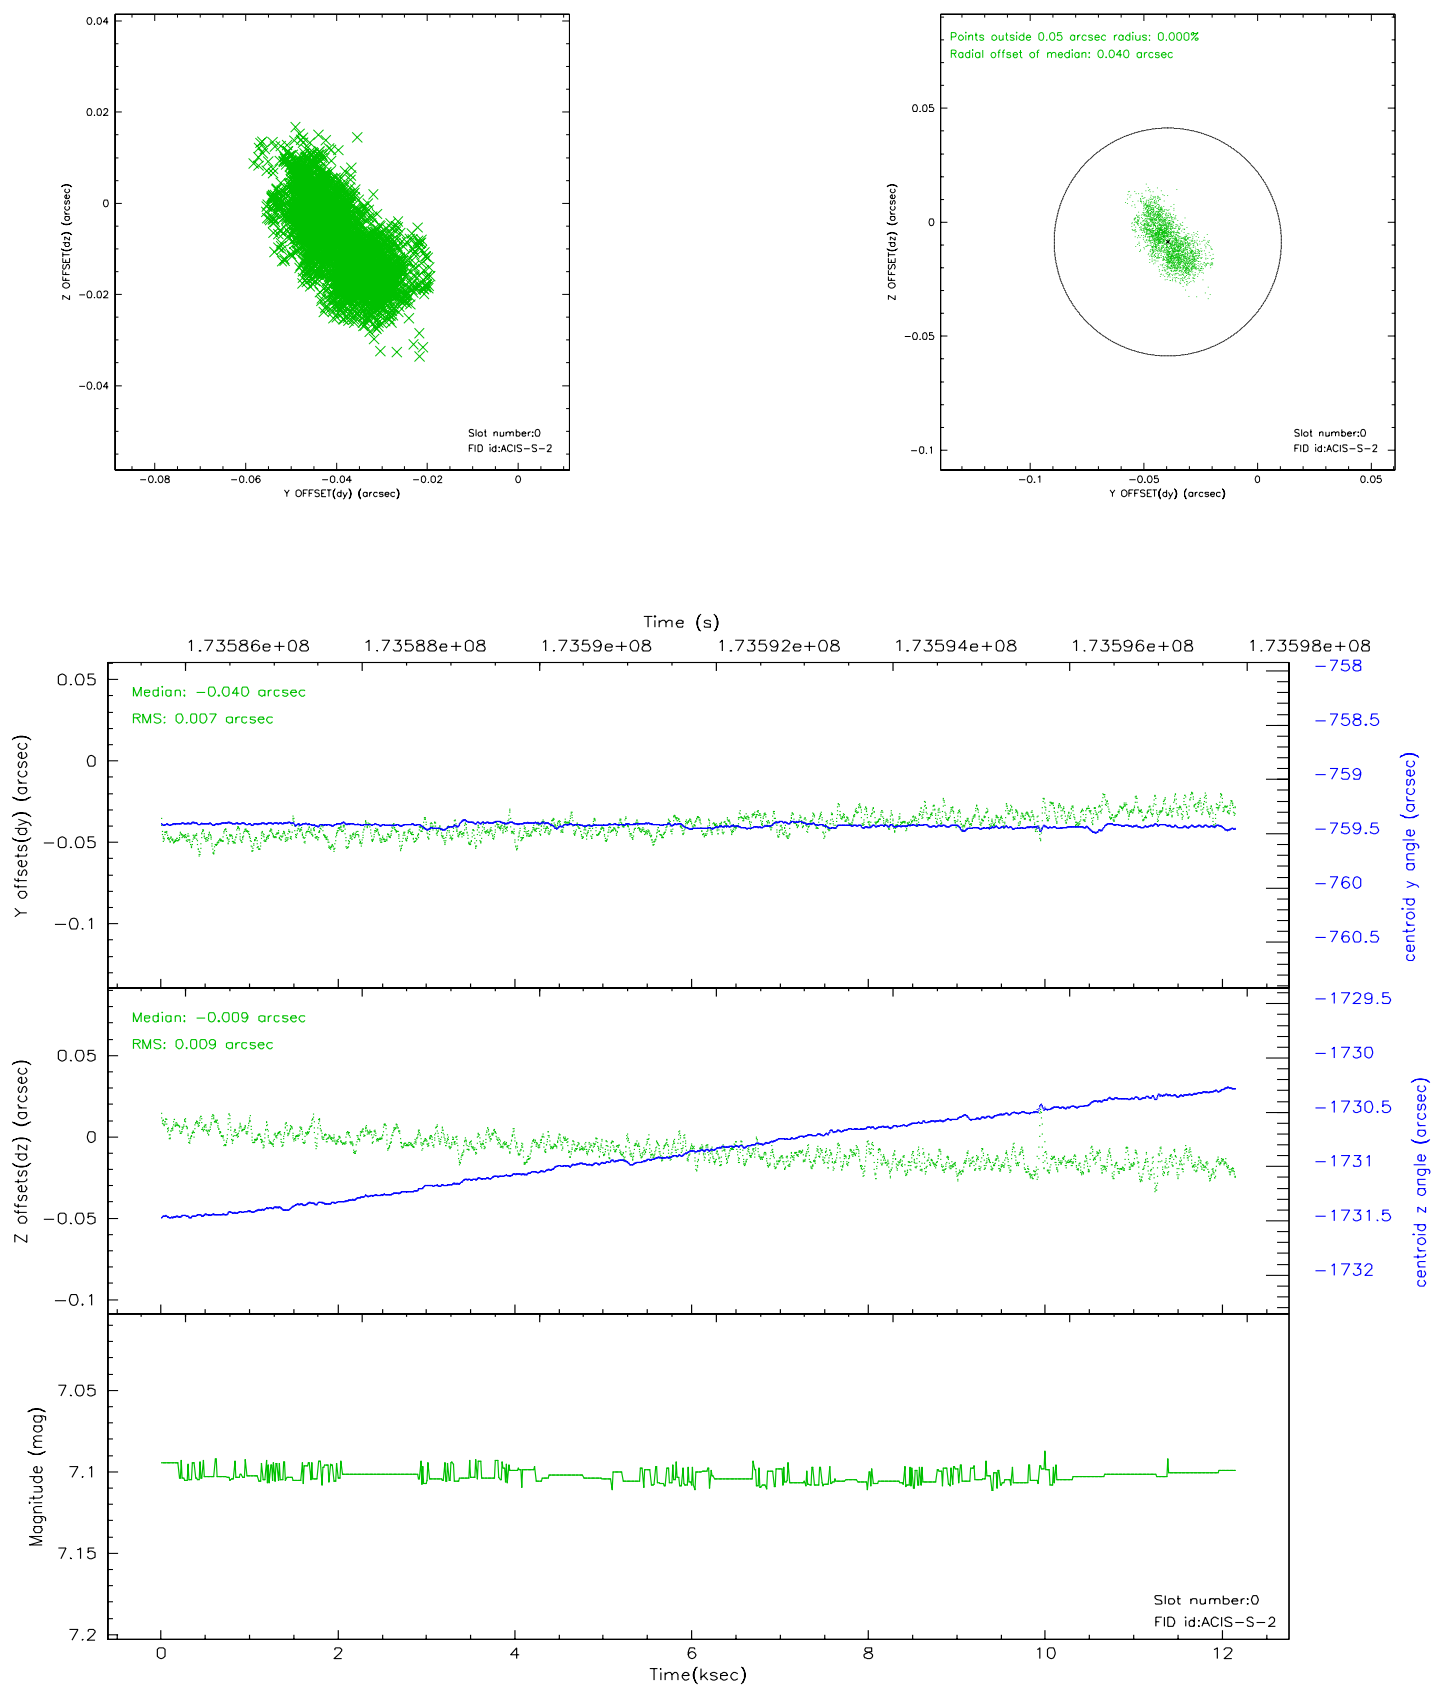 0.04
0.02
0
−0.02
−0.04
Z OFFSET(dz) (arcsec)
Slot number:0
FID id:ACIS−S−2
−0.08 −0.06 −0.04 −0.02 0
Y OFFSET(dy) (arcsec)
Points outside 0.05 arcsec radius: 0.000%
Radial offset of median: 0.040 arcsec
0.05
0
−0.05
−0.1
Z OFFSET(dz) (arcsec)
Slot number:0
FID id:ACIS−S−2
−0.1 −0.05 0 0.05
Y OFFSET(dy) (arcsec)
Time (s)
1.73586e+08 1.73588e+08 1.7359e+08 1.73592e+08 1.73594e+08 1.73596e+08 1.73598e+08
Median: −0.040 arcsec
RMS: 0.007 arcsec
0.05
0
−0.05
−0.1
Y offsets(dy) (arcsec)
−758
−758.5
−759
−759.5
−760
−760.5
centroid y angle (arcsec)
Median: −0.009 arcsec
RMS: 0.009 arcsec
0.05
0
−0.05
−0.1
Z offsets(dz) (arcsec)
−1729.5
−1730
−1730.5
−1731
−1731.5
−1732
centroid z angle (arcsec)
7.05
7.1
7.15
7.2
Magnitude (mag)
Slot number:0
FID id:ACIS−S−2
0 2 4 6 8 10 12
Time(ksec)